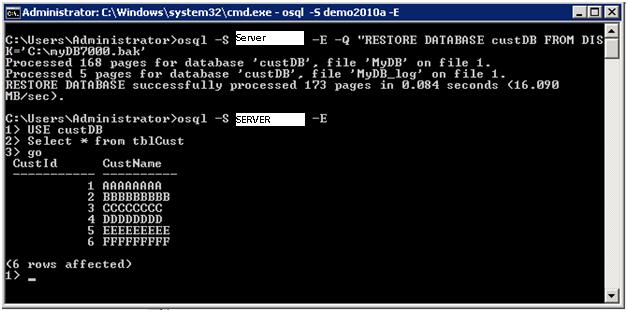 Administrator: C:\Windows\system32\cmd.exe - osql -S demo2010a -E
C:\Users\Administrator>osql -S Server -E -Q "RESTORE DATABASE custDB FROM DIS
K='C:\myDB7000.bak'
Processed 168 pages for database 'custDB', file 'MyDB' on file 1.
Processed 5 pages for database 'custDB', file 'MyDB_log' on file 1.
RESTORE DATABASE successfully processed 173 pages in 0.084 seconds (16.090
MB/sec).
C:\Users\Administrator>osql -S SERVER -E
1> USE custDB
2> Select * from tblCust
3> go
CustId CustName
----------- ----------
1 AAAAAAAA
2 BBBBBBBBBB
3 CCCCCCCC
4 DDDDDDDD
5 EEEEEEEEE
6 FFFFFFFFF
(6 rows affected)
1> _